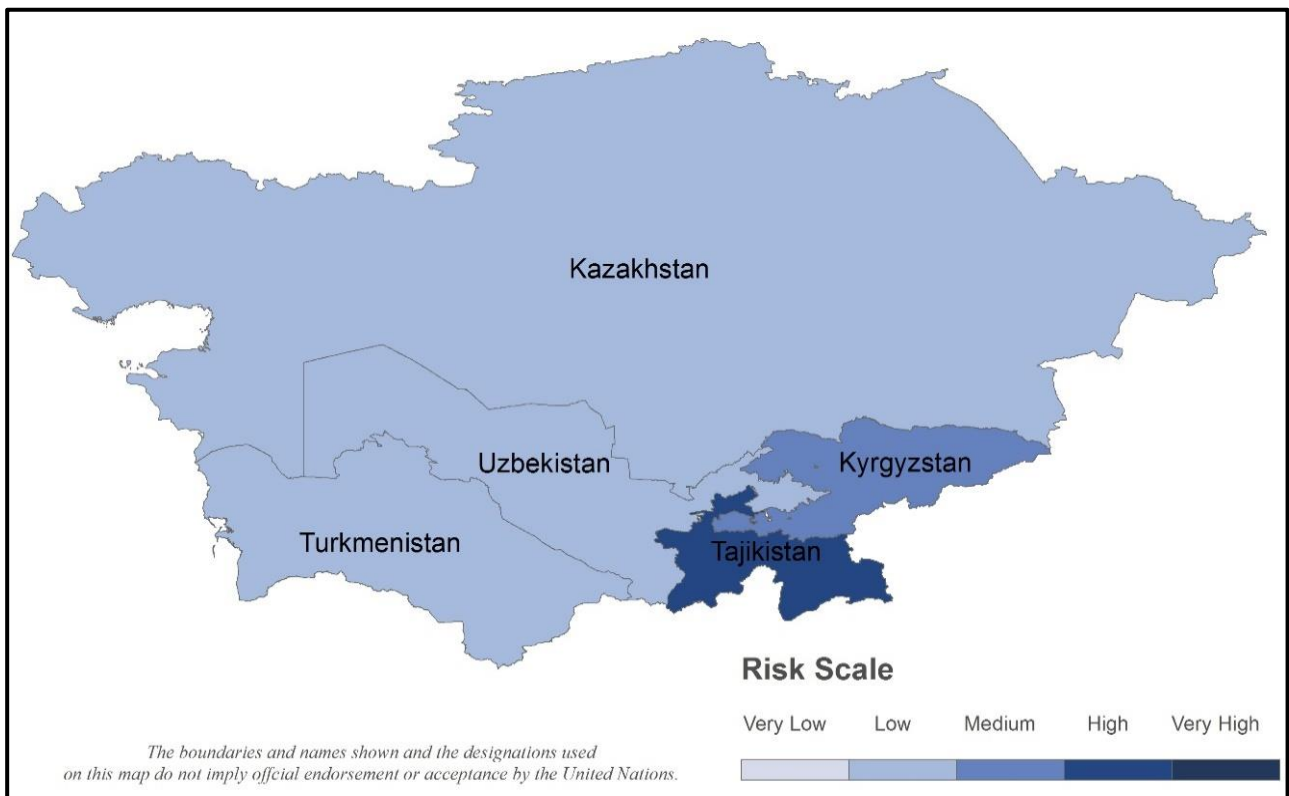 Kazakhstan
Uzbekistan
Kyrgyzstan
Turkmenistan
Tajikistan
Risk Scale
Very Low Low Medium High Very High
The boundaries and names shown and the designations used
on this map do not imply offcial endorsement or acceptance by the United Nations.